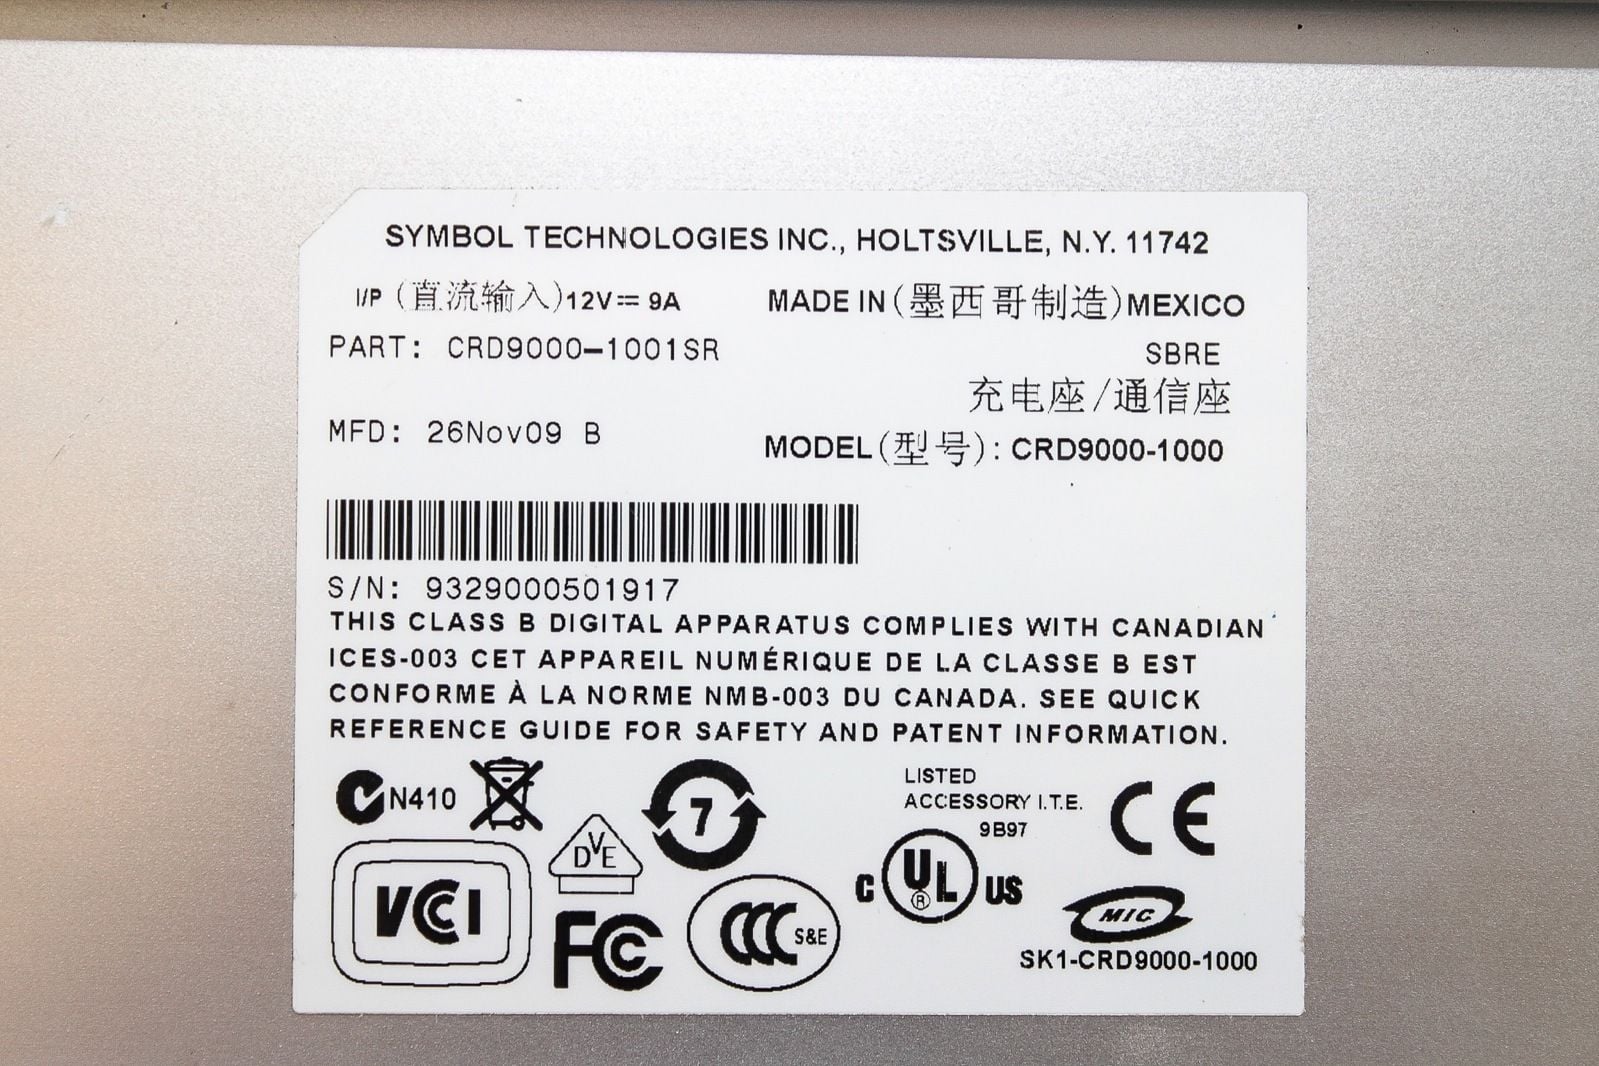 SYMBOL TECHNOLOGIES INC., HOLTSVILLE, N.Y. 11742
I/P (直流输入)12V⎓ 9A
MADE IN (墨西哥制造) MEXICO
PART: CRD9000-1001SR
SBRE
充电座/通信座
MFD: 26Nov09 B
MODEL(型号): CRD9000-1000
S/N: 9329000501917
THIS CLASS B DIGITAL APPARATUS COMPLIES WITH CANADIAN
ICES-003 CET APPAREIL NUMÉRIQUE DE LA CLASSE B EST
CONFORME À LA NORME NMB-003 DU CANADA. SEE QUICK
REFERENCE GUIDE FOR SAFETY AND PATENT INFORMATION.
N410
7
LISTED
ACCESSORY I.T.E.
9B97
CE
DVE
C UL® US
VCCI
FCC
CCC S&E
MIC
SK1-CRD9000-1000